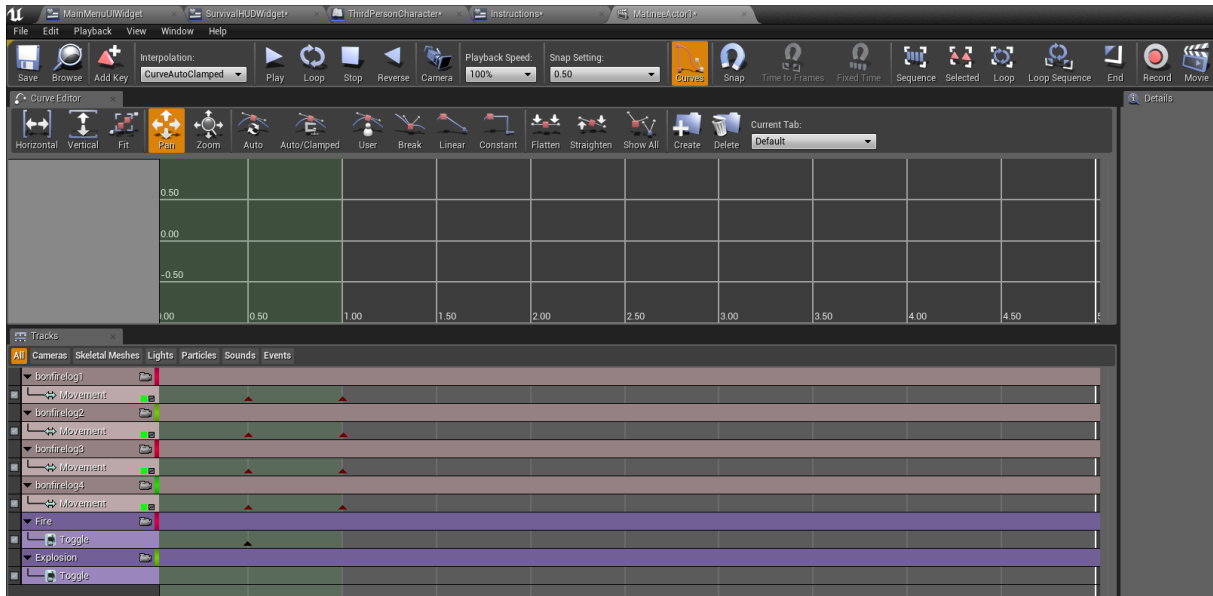 MainMenuUIWidget SurvivalHUDWidget• ThirdPersonCharacter• Instructions• MatineeActor1•
File Edit Playback View Window Help
Interpolation: Playback Speed: Snap Setting:
CurveAutoClamped 100% 0.50
Save Browse Add Key Play Loop Stop Reverse Camera Curves Snap Time to Frames Fixed Time Sequence Selected Loop Loop Sequence End Record Movie
Curve Editor Details
Current Tab:
Default
Horizontal Vertical Fit Pan Zoom Auto Auto/Clamped User Break Linear Constant Flatten Straighten Show All Create Delete
0.50
0.00
-0.50
0.50 1.00 1.50 2.00 2.50 3.00 3.50 4.00 4.50
Tracks
All Cameras Skeletal Meshes Lights Particles Sounds Events
bonfirelog1
Movement
bonfirelog2
Movement
bonfirelog3
Movement
bonfirelog4
Movement
Fire
Toggle
Explosion
Toggle